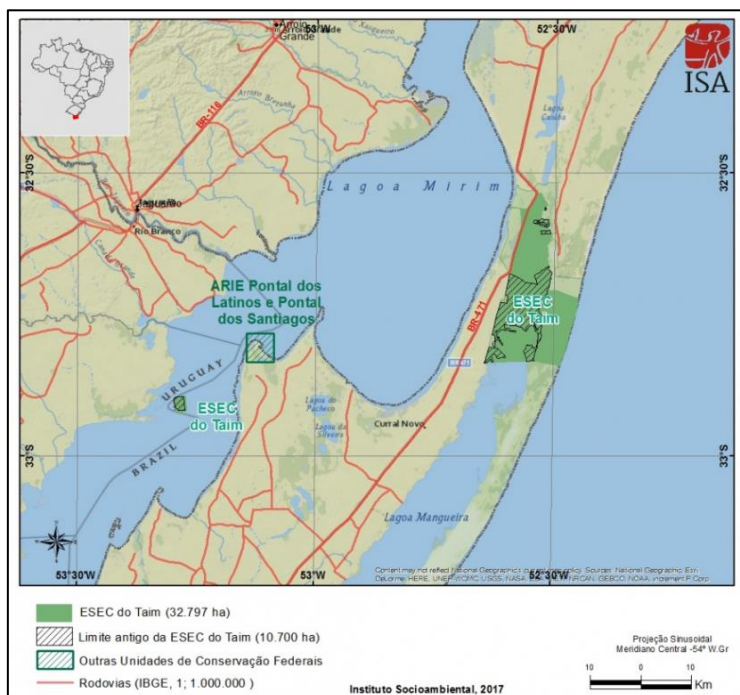 53°W
52°30'W
Arroio
Grande
ISA
BR-116
Lagoa Mirim
32°30'S
32°30'S
Rio Branco
ARIE Pontal dos
Latinos e Pontal
dos Santiagos
BR-471
ESEC
do Taim
URUGUAY
BRAZIL
ESEC
do Taim
Lagoa do
Pacheco
Lagoa da
Silveira
Curral Novo
33°S
33°S
Lagoa Mangueira
53°30'W
53°W
52°30'W
ESEC do Taim (32.797 ha)
Limite antigo da ESEC do Taim (10.700 ha)
Outras Unidades de Conservação Federais
Rodovias (IBGE, 1; 1.000.000 )
Instituto Socioambiental, 2017
Projeção Sinusoidal
Meridiano Central -54° W.Gr
10 0 10
Km